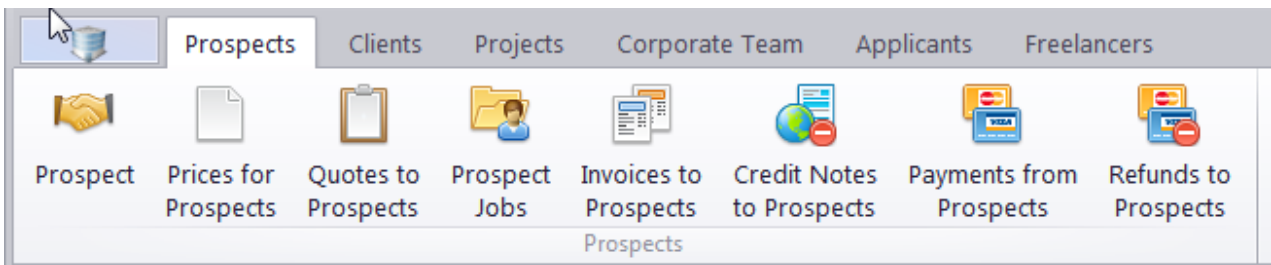 Prospects Clients Projects Corporate Team Applicants Freelancers
Prospect Prices for Quotes to Prospect Invoices to Credit Notes Payments from Refunds to
Prospects Prospects Jobs Prospects to Prospects Prospects Prospects
Prospects